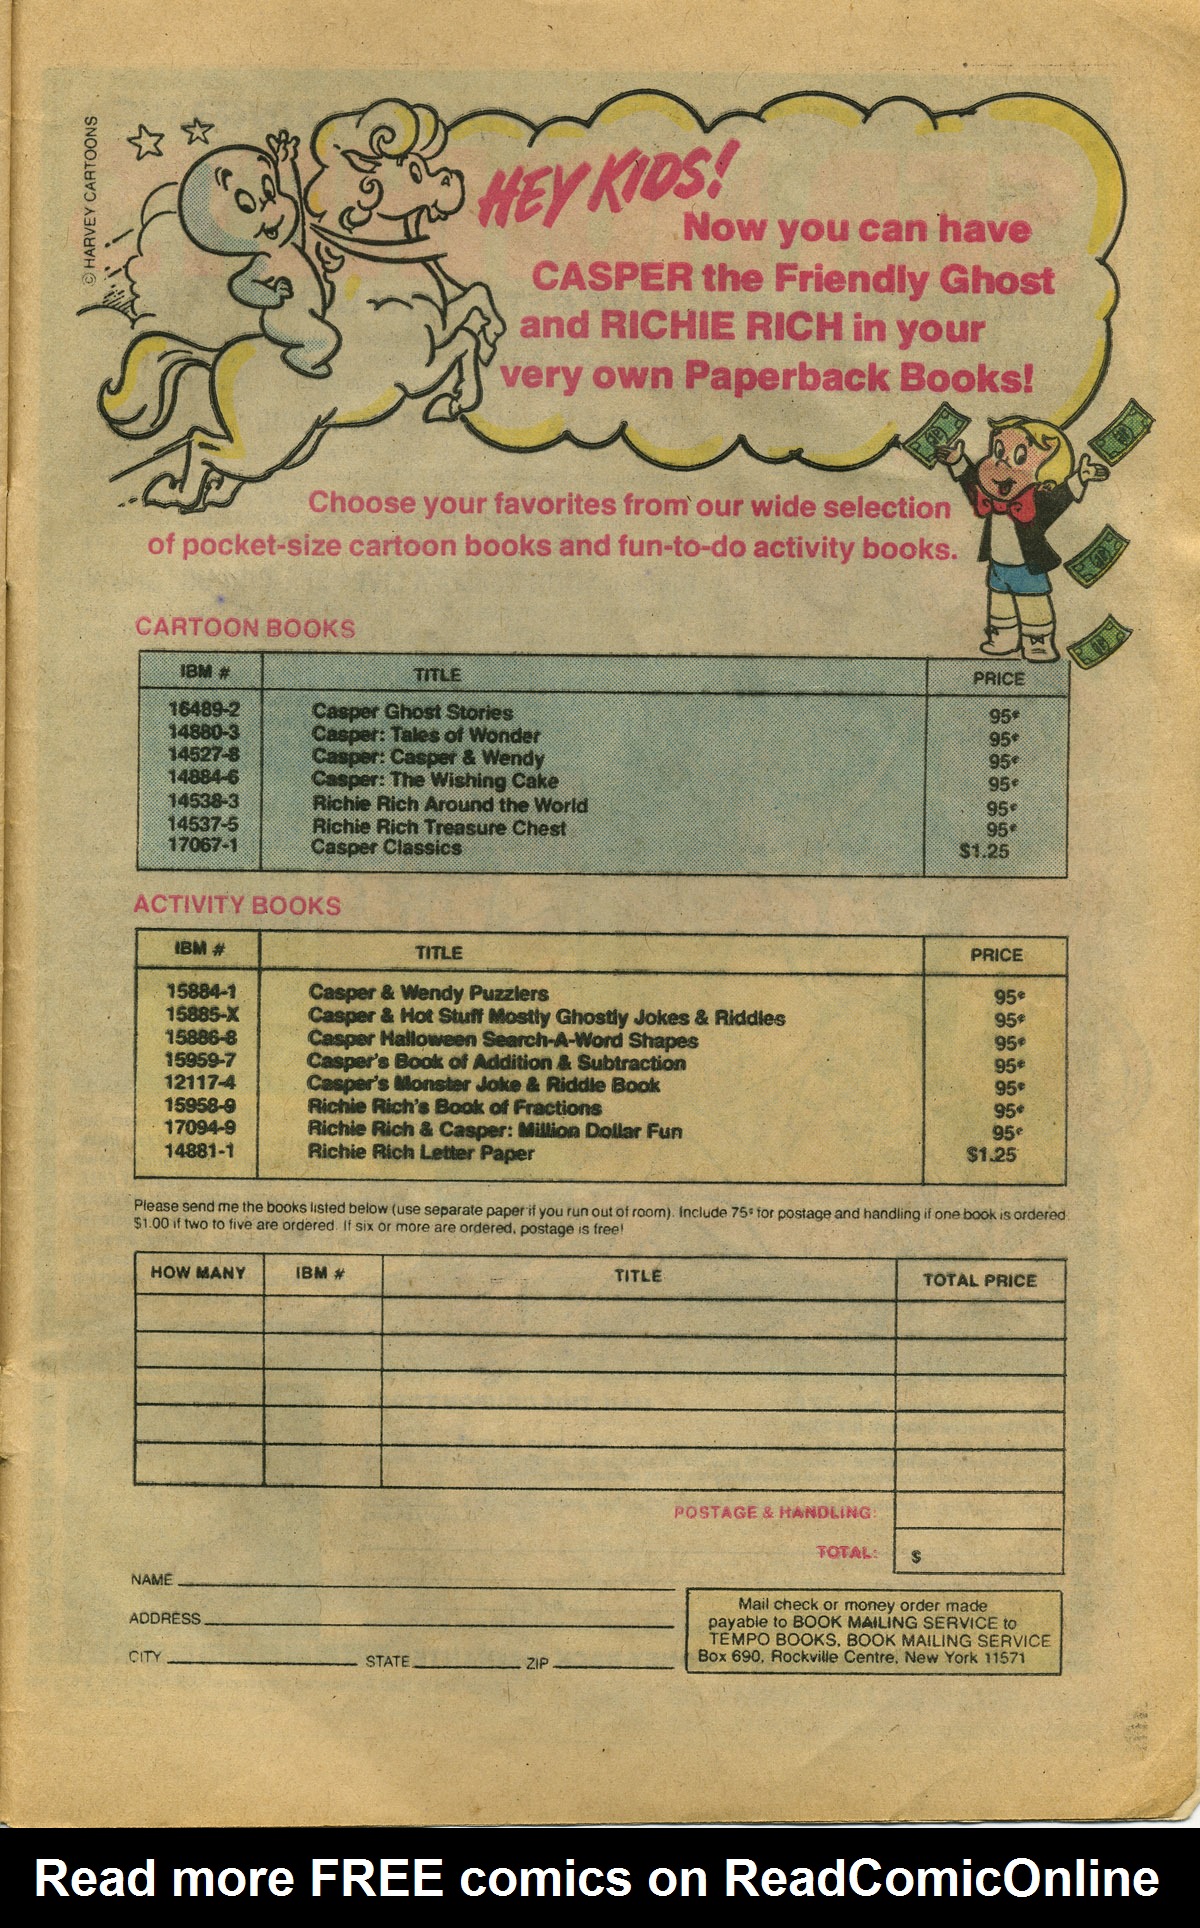 © HARVEY CARTOONS
HEY KIDS!
Now you can have
CASPER the Friendly Ghost
and RICHIE RICH in your
very own Paperback Books!
Choose your favorites from our wide selection
of pocket-size cartoon books and fun-to-do activity books.
CARTOON BOOKS
IBM # TITLE PRICE
16489-2 Casper Ghost Stories 95¢
14880-3 Casper: Tales of Wonder 95¢
14527-8 Casper: Casper & Wendy 95¢
14884-6 Casper: The Wishing Cake 95¢
14538-3 Richie Rich Around the World 95¢
14537-5 Richie Rich Treasure Chest 95¢
17067-1 Casper Classics $1.25
ACTIVITY BOOKS
IBM # TITLE PRICE
15884-1 Casper & Wendy Puzzlers 95¢
15885-X Casper & Hot Stuff Mostly Ghostly Jokes & Riddles 95¢
15886-8 Casper Halloween Search-A-Word Shapes 95¢
15959-7 Casper's Book of Addition & Subtraction 95¢
12117-4 Casper's Monster Joke & Riddle Book 95¢
15958-9 Richie Rich's Book of Fractions 95¢
17094-9 Richie Rich & Casper: Million Dollar Fun 95¢
14881-1 Richie Rich Letter Paper $1.25
Please send me the books listed below (use separate paper if you run out of room). Include 75¢ for postage and handling if one book is ordered
$1.00 if two to five are ordered. If six or more are ordered, postage is free!
HOW MANY IBM # TITLE TOTAL PRICE
POSTAGE & HANDLING:
TOTAL: $
NAME
ADDRESS
CITY STATE ZIP
Mail check or money order made
payable to BOOK MAILING SERVICE to
TEMPO BOOKS, BOOK MAILING SERVICE
Box 690, Rockville Centre, New York 11571
Read more FREE comics on ReadComicOnline